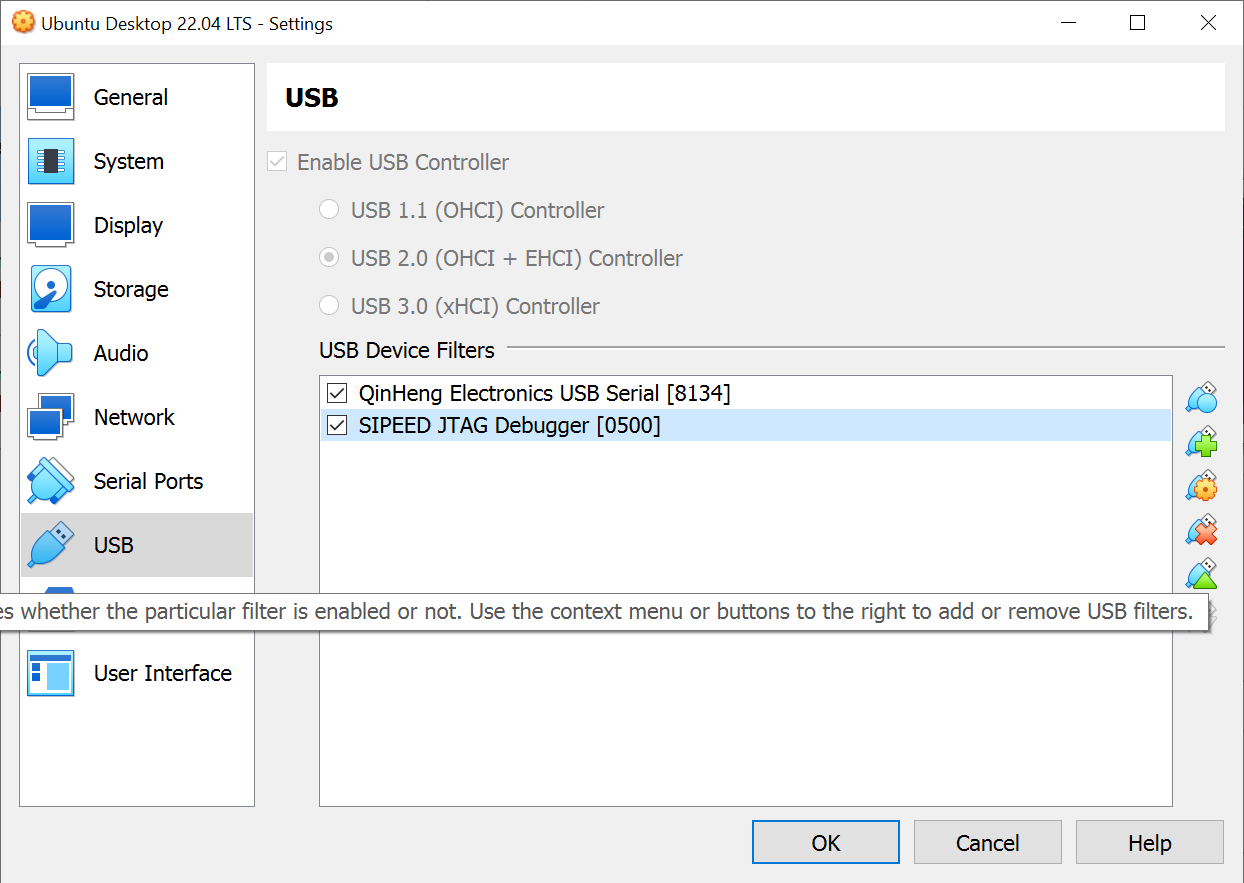 Ubuntu Desktop 22.04 LTS - Settings
General
System
Display
Storage
Audio
Network
Serial Ports
USB
User Interface
USB
Enable USB Controller
USB 1.1 (OHCI) Controller
USB 2.0 (OHCI + EHCI) Controller
USB 3.0 (xHCI) Controller
USB Device Filters
QinHeng Electronics USB Serial [8134]
SIPEED JTAG Debugger [0500]
whether the particular filter is enabled or not. Use the context menu or buttons to the right to add or remove USB filters.
OK
Cancel
Help